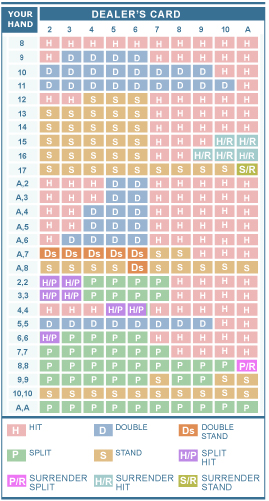 YOUR HAND DEALER'S CARD
2 3 4 5 6 7 8 9 10 A
8 H H H H H H H H H H
9 H D D D D H H H H H
10 D D D D D D D D H H
11 D D D D D D D D D H
12 H H S S S H H H H H
13 S S S S S H H H H H
14 S S S S S H H H H H
15 S S S S S H H H H/R H/R
16 S S S S S H H H/R H/R H/R
17 S S S S S S S S S S/R
A,2 H H H D D H H H H H
A,3 H H H D D H H H H H
A,4 H H D D D H H H H H
A,5 H H D D D H H H H H
A,6 H D D D D H H H H H
A,7 Ds Ds Ds Ds Ds S S H H H
A,8 S S S S Ds S S S S S
2,2 H/P H/P P P P P H H H H
3,3 H/P H/P P P P P H H H H
4,4 H H H H/P H/P H H H H H
5,5 D D D D D D D D H H
6,6 H/P P P P P H H H H H
7,7 P P P P P P H H H H
8,8 P P P P P P P P P P/R
9,9 P P P P P S P P S S
10,10 S S S S S S S S S S
A,A P P P P P P P P P P
H HIT D DOUBLE Ds DOUBLE STAND
P SPLIT S STAND H/P SPLIT HIT
P/R SURRENDER SPLIT H/R SURRENDER HIT S/R SURRENDER STAND